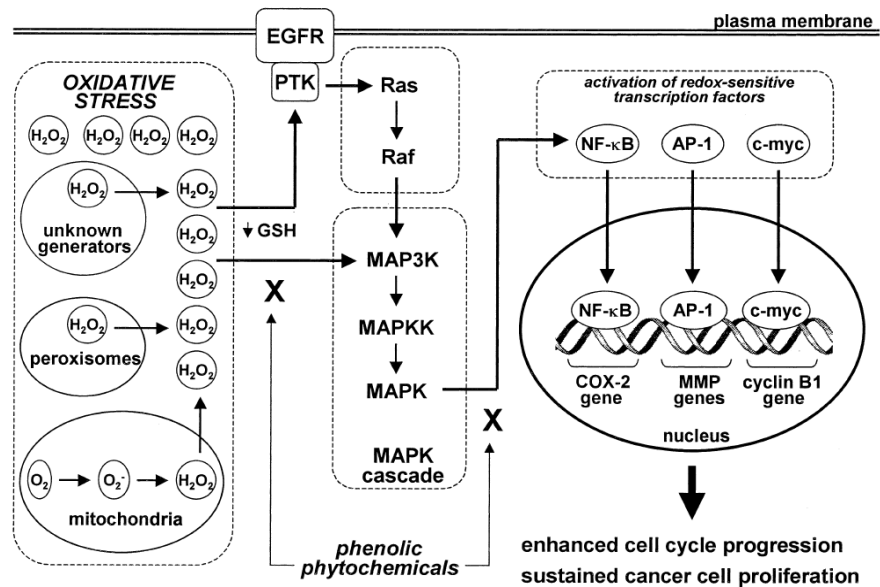 plasma membrane
EGFR
PTK
OXIDATIVE
STRESS
H₂O₂ H₂O₂ H₂O₂ H₂O₂
H₂O₂
H₂O₂
unknown
generators
H₂O₂
H₂O₂
H₂O₂
H₂O₂
peroxisomes
H₂O₂
O₂ O₂⁻ H₂O₂
mitochondria
↓ GSH
X
Ras
Raf
MAP3K
MAPKK
MAPK
MAPK
cascade
X
phenolic
phytochemicals
activation of redox-sensitive
transcription factors
NF-κB AP-1 c-myc
NF-κB AP-1 c-myc
COX-2
gene
MMP
genes
cyclin B1
gene
nucleus
enhanced cell cycle progression
sustained cancer cell proliferation